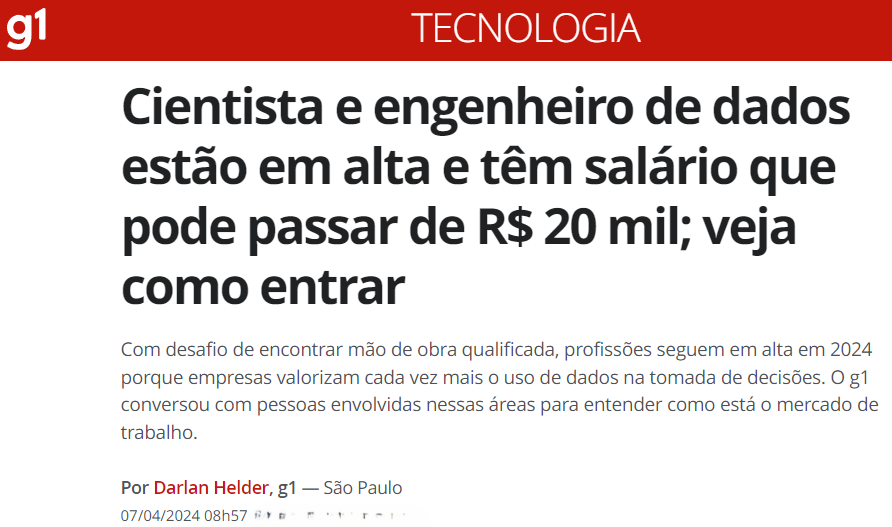 g1
TECNOLOGIA
Cientista e engenheiro de dados
estão em alta e têm salário que
pode passar de R$ 20 mil; veja
como entrar
Com desafio de encontrar mão de obra qualificada, profissões seguem em alta em 2024
porque empresas valorizam cada vez mais o uso de dados na tomada de decisões. O g1
conversou com pessoas envolvidas nessas áreas para entender como está o mercado de
trabalho.
Por Darlan Helder, g1 — São Paulo
07/04/2024 08h57